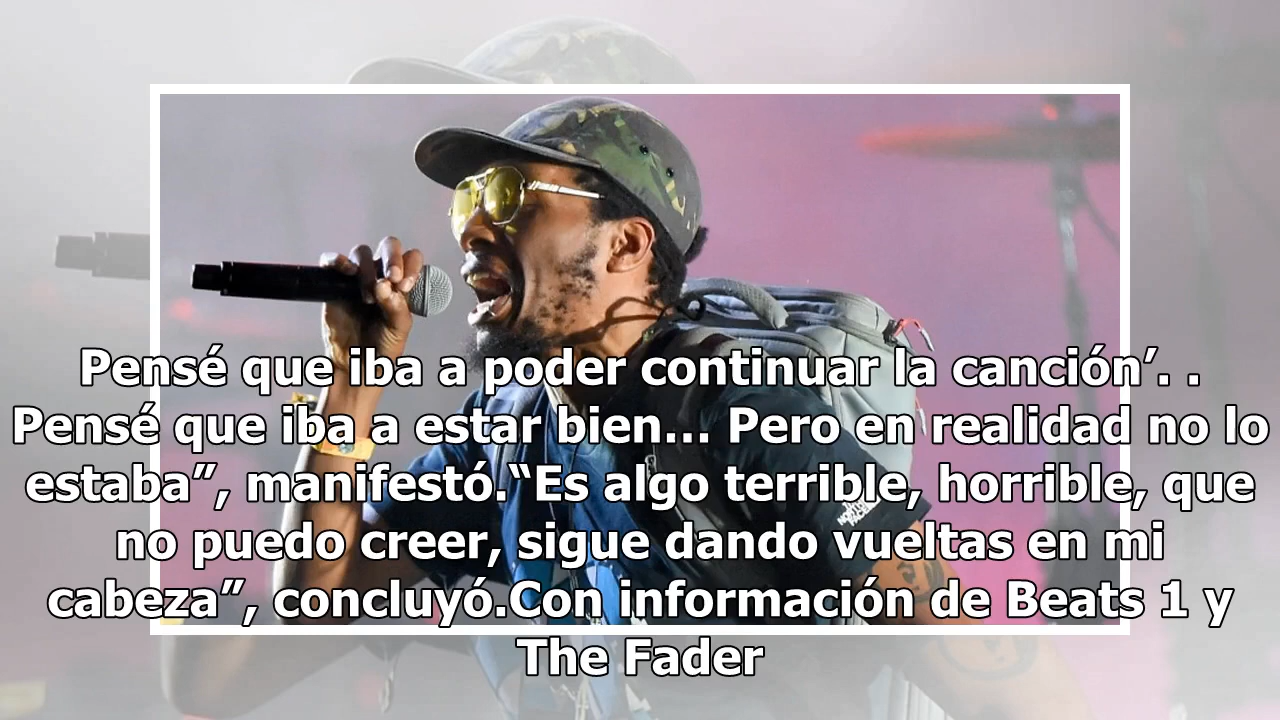 Pensé que iba a poder continuar la canción’. .
Pensé que iba a estar bien... Pero en realidad no lo
estaba”, manifestó.“Es algo terrible, horrible, que
no puedo creer, sigue dando vueltas en mi
cabeza”, concluyó.Con información de Beats 1 y
The Fader